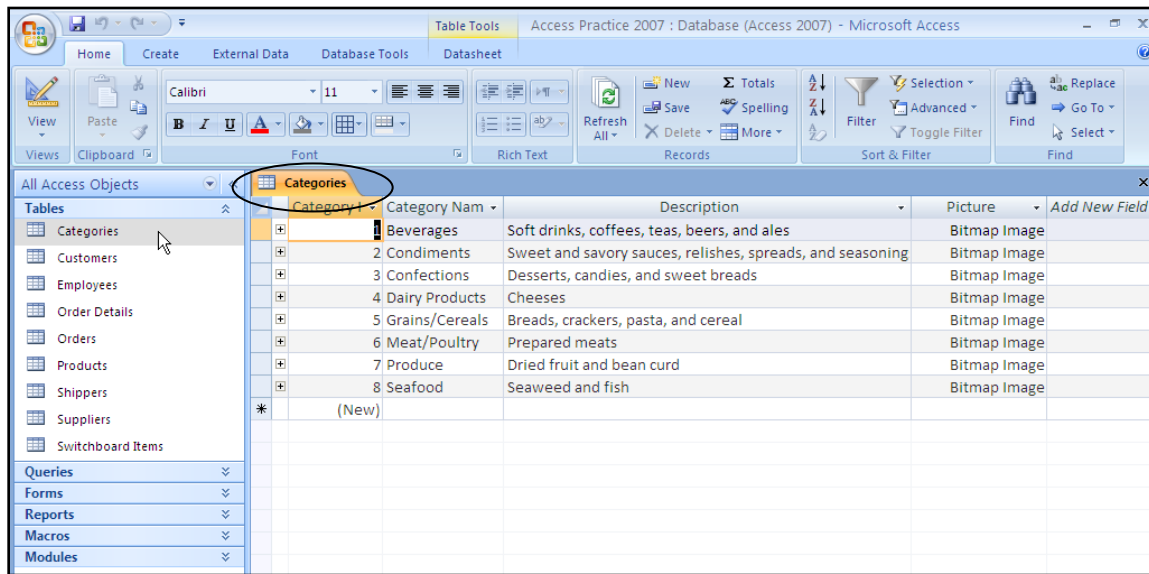 Table Tools Access Practice 2007 : Database (Access 2007) - Microsoft Access
Home Create External Data Database Tools Datasheet
View
Views
Paste
Clipboard
Calibri 11
B I U A
Font
Rich Text
Refresh All
New
Save
Delete
Σ Totals
Spelling
More
Records
Filter
Selection
Advanced
Toggle Filter
Sort & Filter
Find
Replace
Go To
Select
Find
All Access Objects
Tables
Categories
Customers
Employees
Order Details
Orders
Products
Shippers
Suppliers
Switchboard Items
Queries
Forms
Reports
Macros
Modules
Categories
Category I Category Nam Description Picture Add New Field
1 Beverages Soft drinks, coffees, teas, beers, and ales Bitmap Image
2 Condiments Sweet and savory sauces, relishes, spreads, and seasoning Bitmap Image
3 Confections Desserts, candies, and sweet breads Bitmap Image
4 Dairy Products Cheeses Bitmap Image
5 Grains/Cereals Breads, crackers, pasta, and cereal Bitmap Image
6 Meat/Poultry Prepared meats Bitmap Image
7 Produce Dried fruit and bean curd Bitmap Image
8 Seafood Seaweed and fish Bitmap Image
(New)